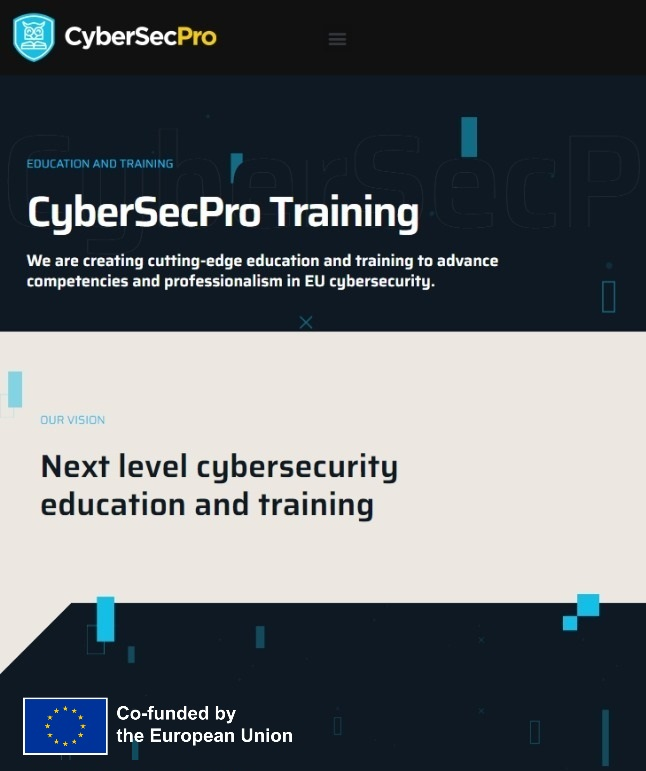 CyberSecPro
EDUCATION AND TRAINING
CyberSecPro Training
We are creating cutting-edge education and training to advance
competencies and professionalism in EU cybersecurity.
OUR VISION
Next level cybersecurity
education and training
Co-funded by
the European Union